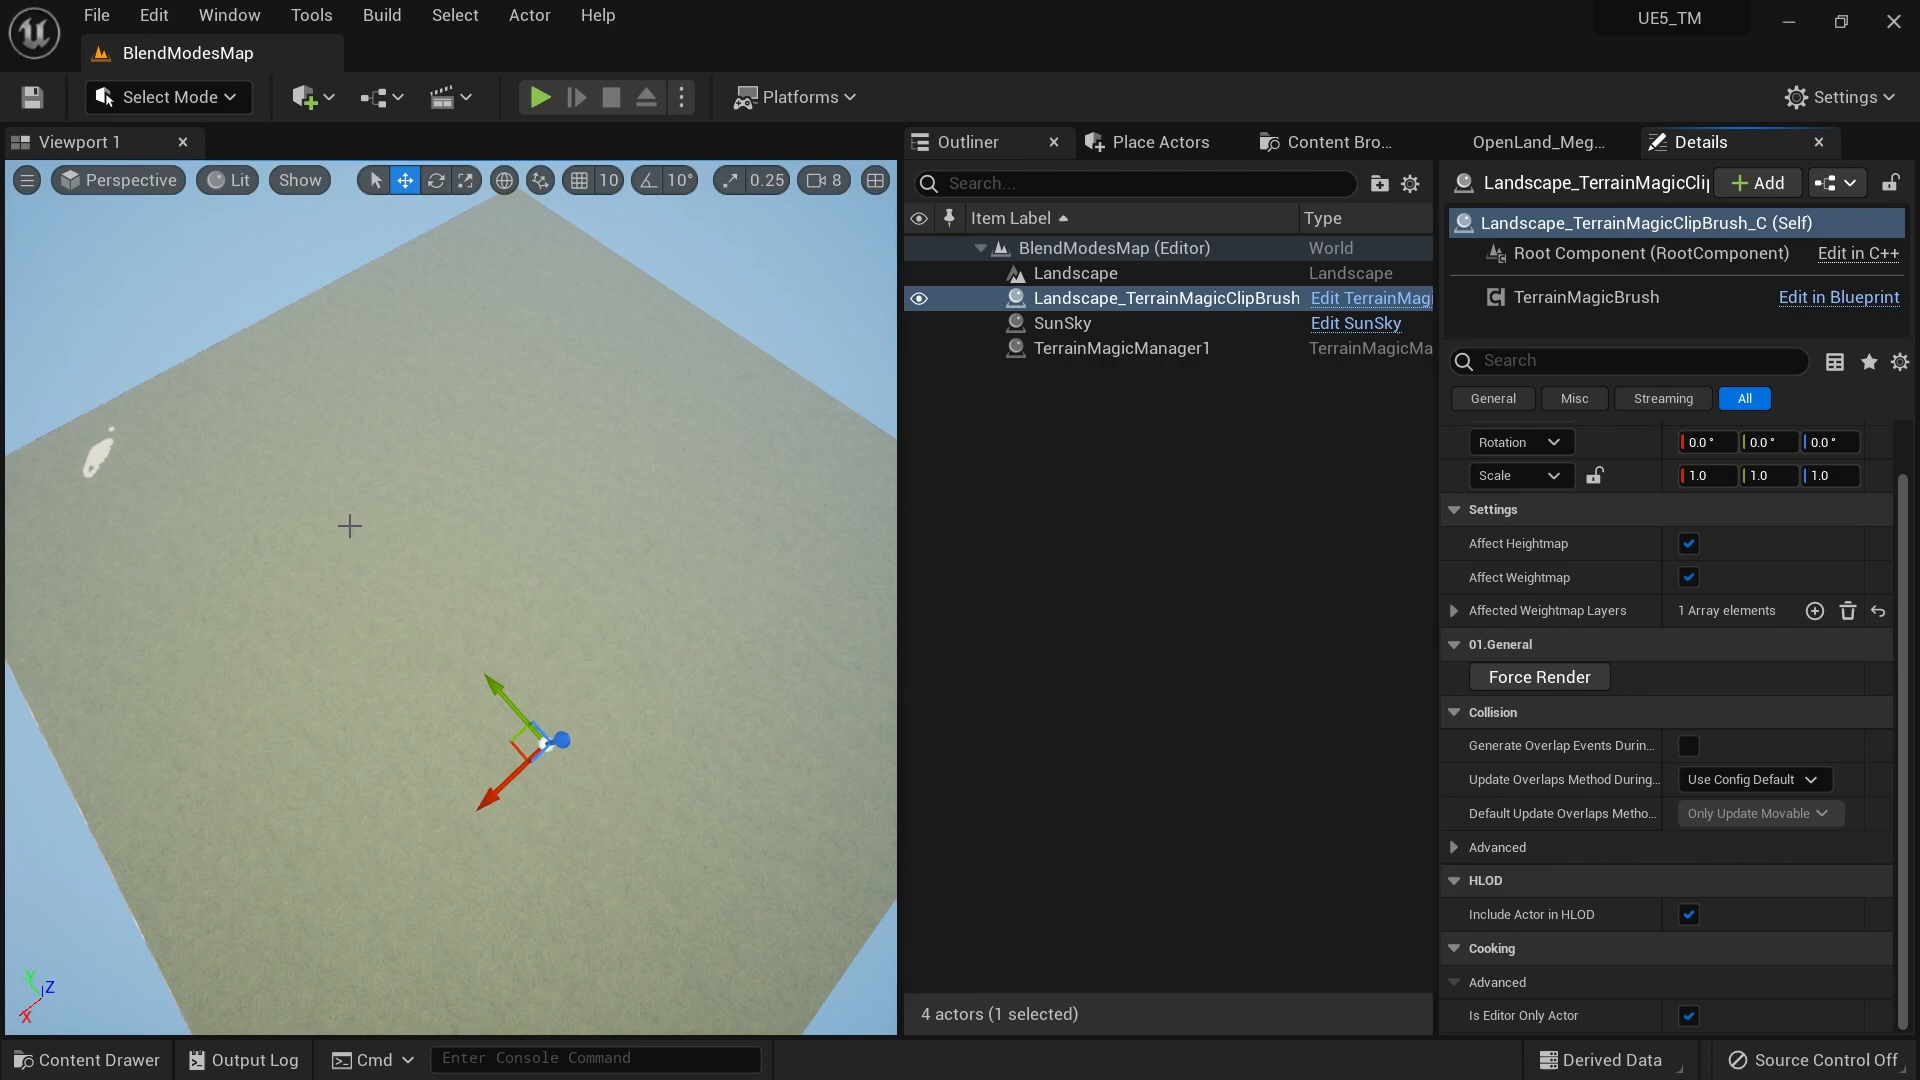 File Edit Window Tools Build Select Actor Help
UE5_TM
BlendModesMap
Select Mode
Platforms
Settings
Viewport 1
Perspective Lit Show
10 10° 0.25 8
Outliner
Place Actors
Content Bro...
OpenLand_Meg...
Details
Search...
Item Label Type
BlendModesMap (Editor) World
Landscape Landscape
Landscape_TerrainMagicClipBrush Edit TerrainMagi
SunSky Edit SunSky
TerrainMagicManager1 TerrainMagicMa
4 actors (1 selected)
Landscape_TerrainMagicCli
Add
Landscape_TerrainMagicClipBrush_C (Self)
Root Component (RootComponent) Edit in C++
TerrainMagicBrush Edit in Blueprint
Search
General Misc Streaming All
Rotation 0.0° 0.0° 0.0°
Scale 1.0 1.0 1.0
Settings
Affect Heightmap
Affect Weightmap
Affected Weightmap Layers 1 Array elements
01.General
Force Render
Collision
Generate Overlap Events Durin...
Update Overlaps Method During... Use Config Default
Default Update Overlaps Metho... Only Update Movable
Advanced
HLOD
Include Actor in HLOD
Cooking
Advanced
Is Editor Only Actor
Y
Z
X
Content Drawer
Output Log
Cmd
Enter Console Command
Derived Data
Source Control Off